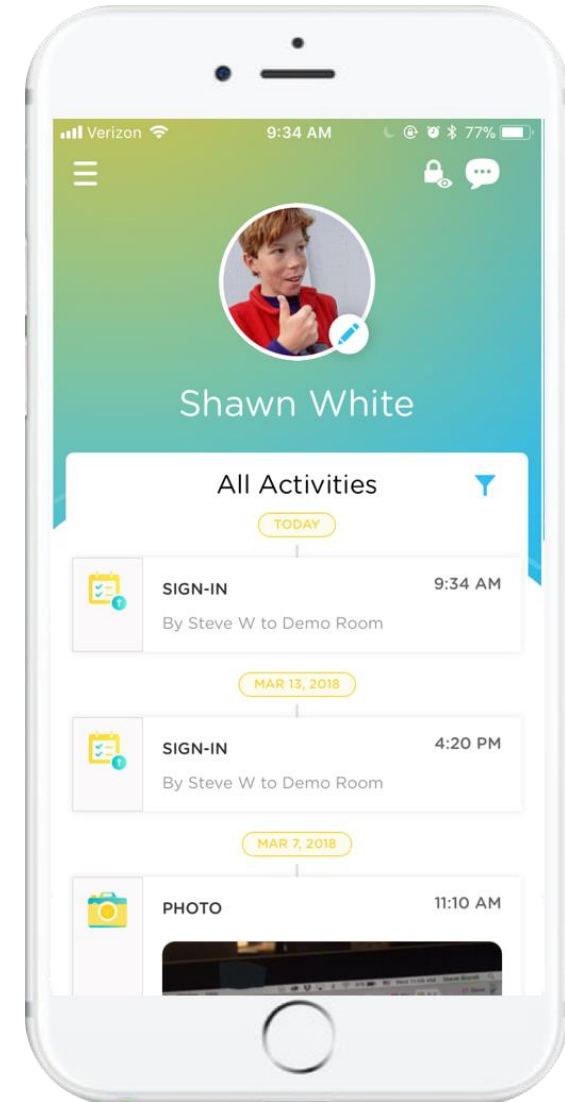 Verizon 9:34 AM 77%
Shawn White
All Activities
TODAY
SIGN-IN 9:34 AM
By Steve W to Demo Room
MAR 13, 2018
SIGN-IN 4:20 PM
By Steve W to Demo Room
MAR 7, 2018
PHOTO 11:10 AM